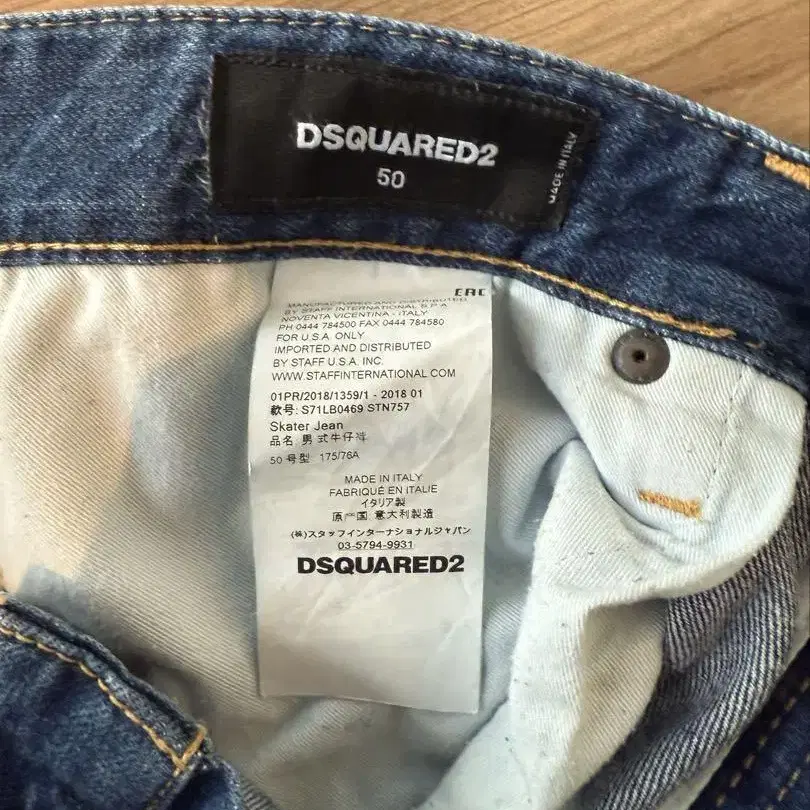 DSQUARED2
50
MADE IN ITALY
EAC
MANUFACTURED AND DISTRIBUTED
BY STAFF INTERNATIONAL S.P.A
NOVENTA VICENTINA - ITALY
PH 0444 784500 FAX 0444 784580
FOR U.S.A. ONLY
IMPORTED AND DISTRIBUTED
BY STAFF U.S.A. INC.
WWW.STAFFINTERNATIONAL.COM
01PR/2018/1359/1 - 2018 01
款号: S71LB0469 STN757
Skater Jean
品名: 男式牛仔裤
50 号型: 175/76A
MADE IN ITALY
FABRIQUÉ EN ITALIE
イタリア製
原产国 意大利製造
(株)スタッフインターナショナルジャパン
03-5794-9931
DSQUARED2